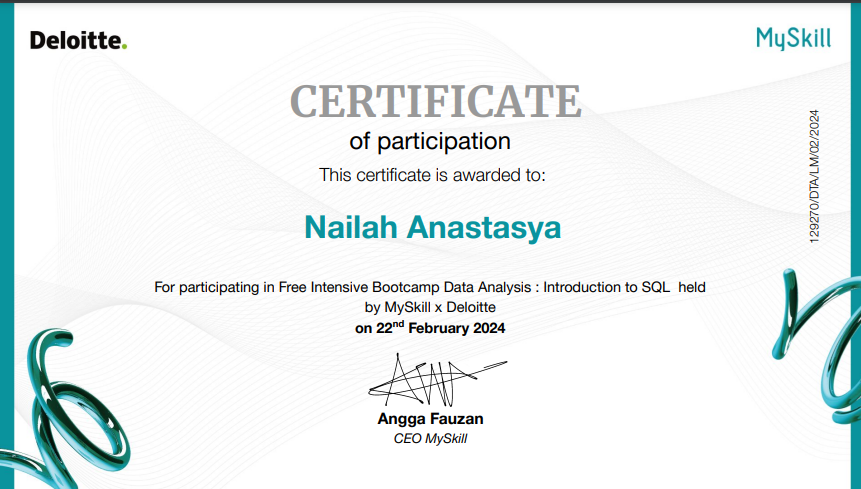 Deloitte.
MySkill
CERTIFICATE
of participation
This certificate is awarded to:
Nailah Anastasya
129270/DTA/LM/02/2024
For participating in Free Intensive Bootcamp Data Analysis : Introduction to SQL held
by MySkill x Deloitte
on 22nd February 2024
Angga Fauzan
CEO MySkill